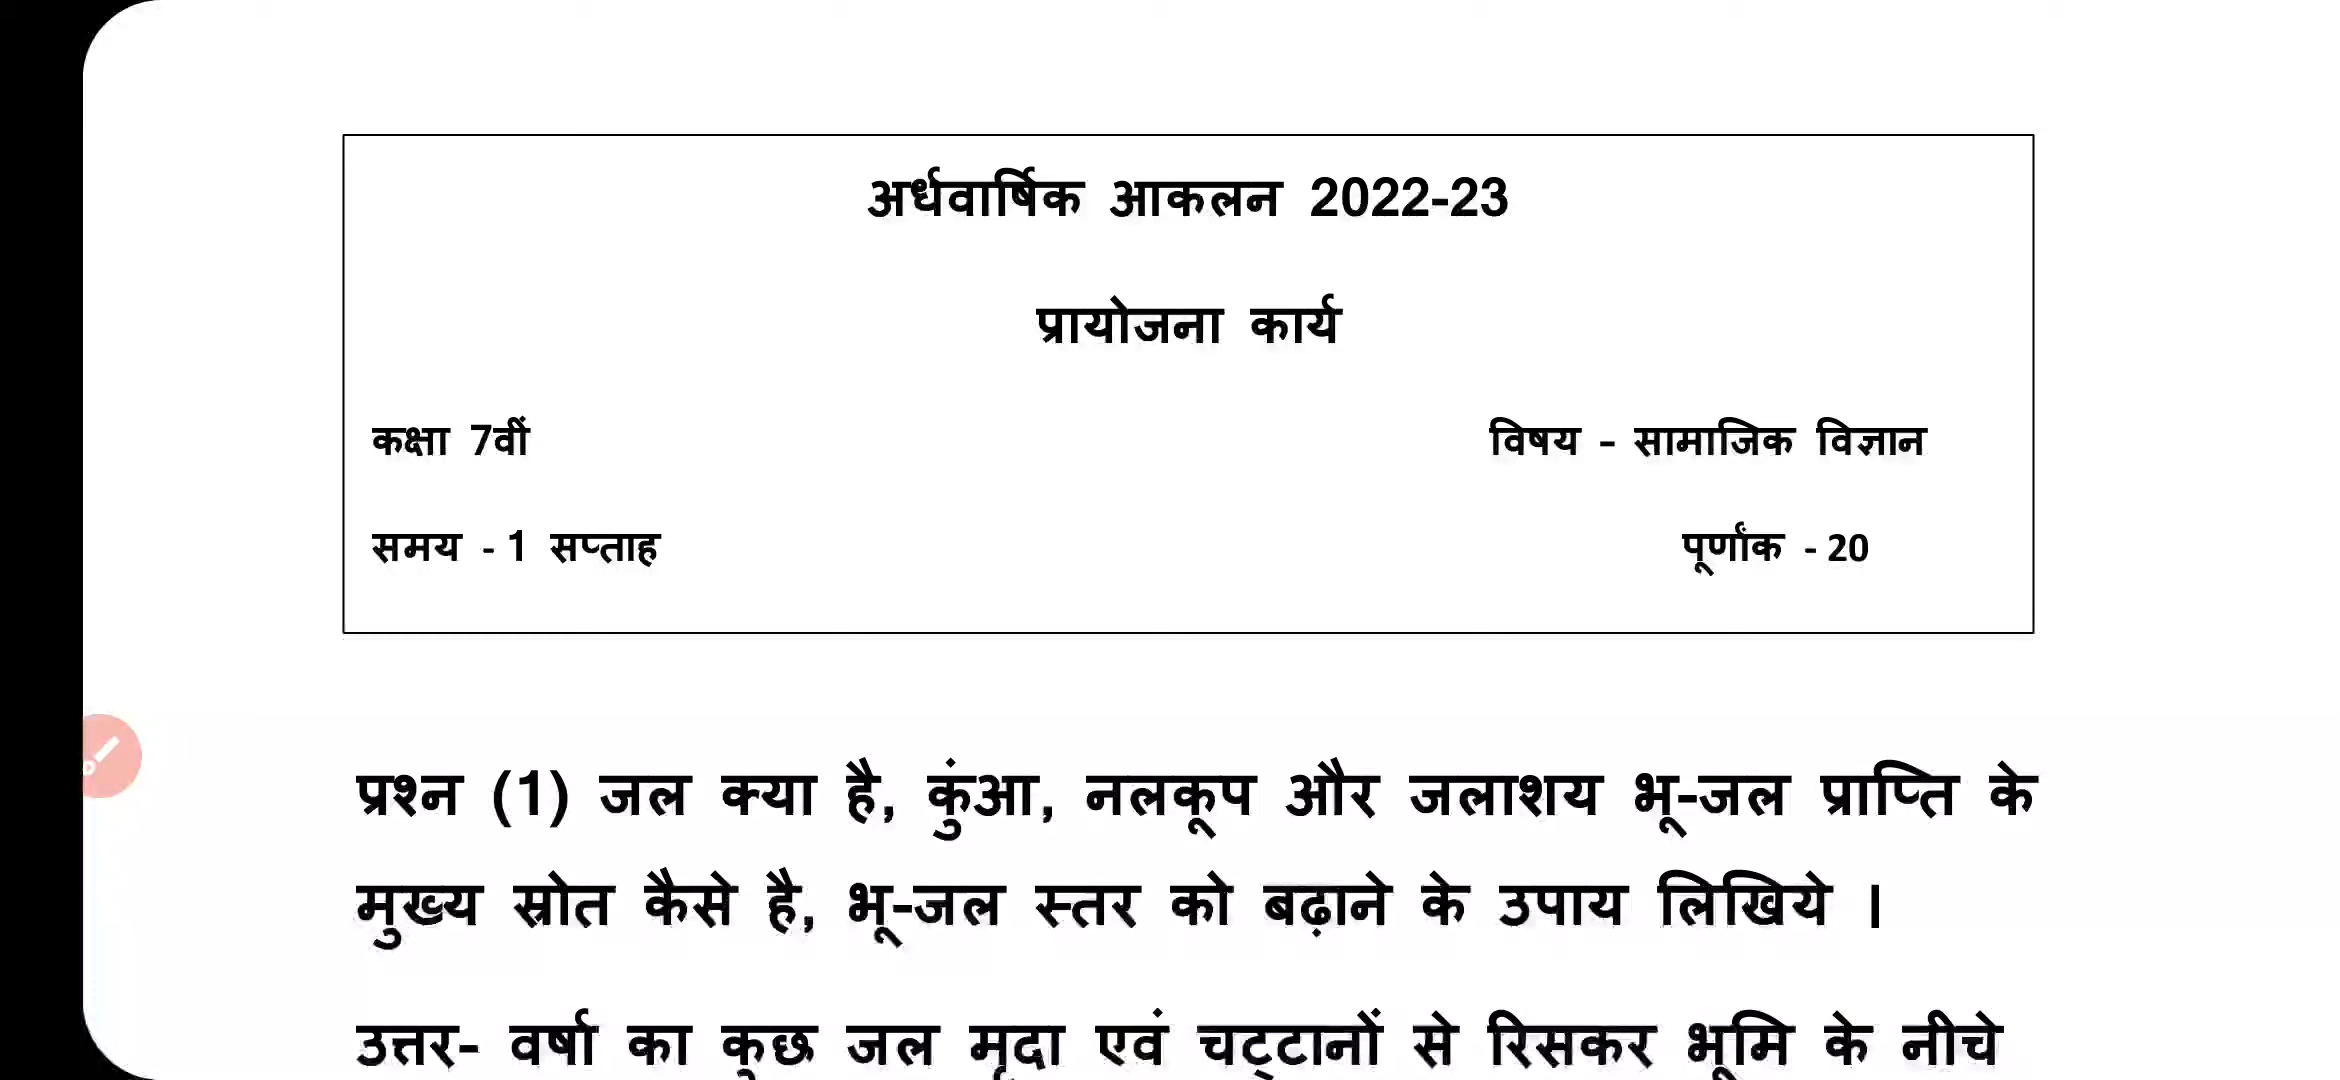 अर्धवार्षिक आकलन 2022-23
प्रायोजना कार्य
कक्षा 7वीं विषय – सामाजिक विज्ञान
समय - 1 सप्ताह पूर्णांक - 20
प्रश्न (1) जल क्या है, कुंआ, नलकूप और जलाशय भू-जल प्राप्ति के
मुख्य स्रोत कैसे है, भू-जल स्तर को बढ़ाने के उपाय लिखिये ।
उत्तर- वर्षा का कुछ जल मृदा एवं चट्टानों से रिसकर भूमि के नीचे